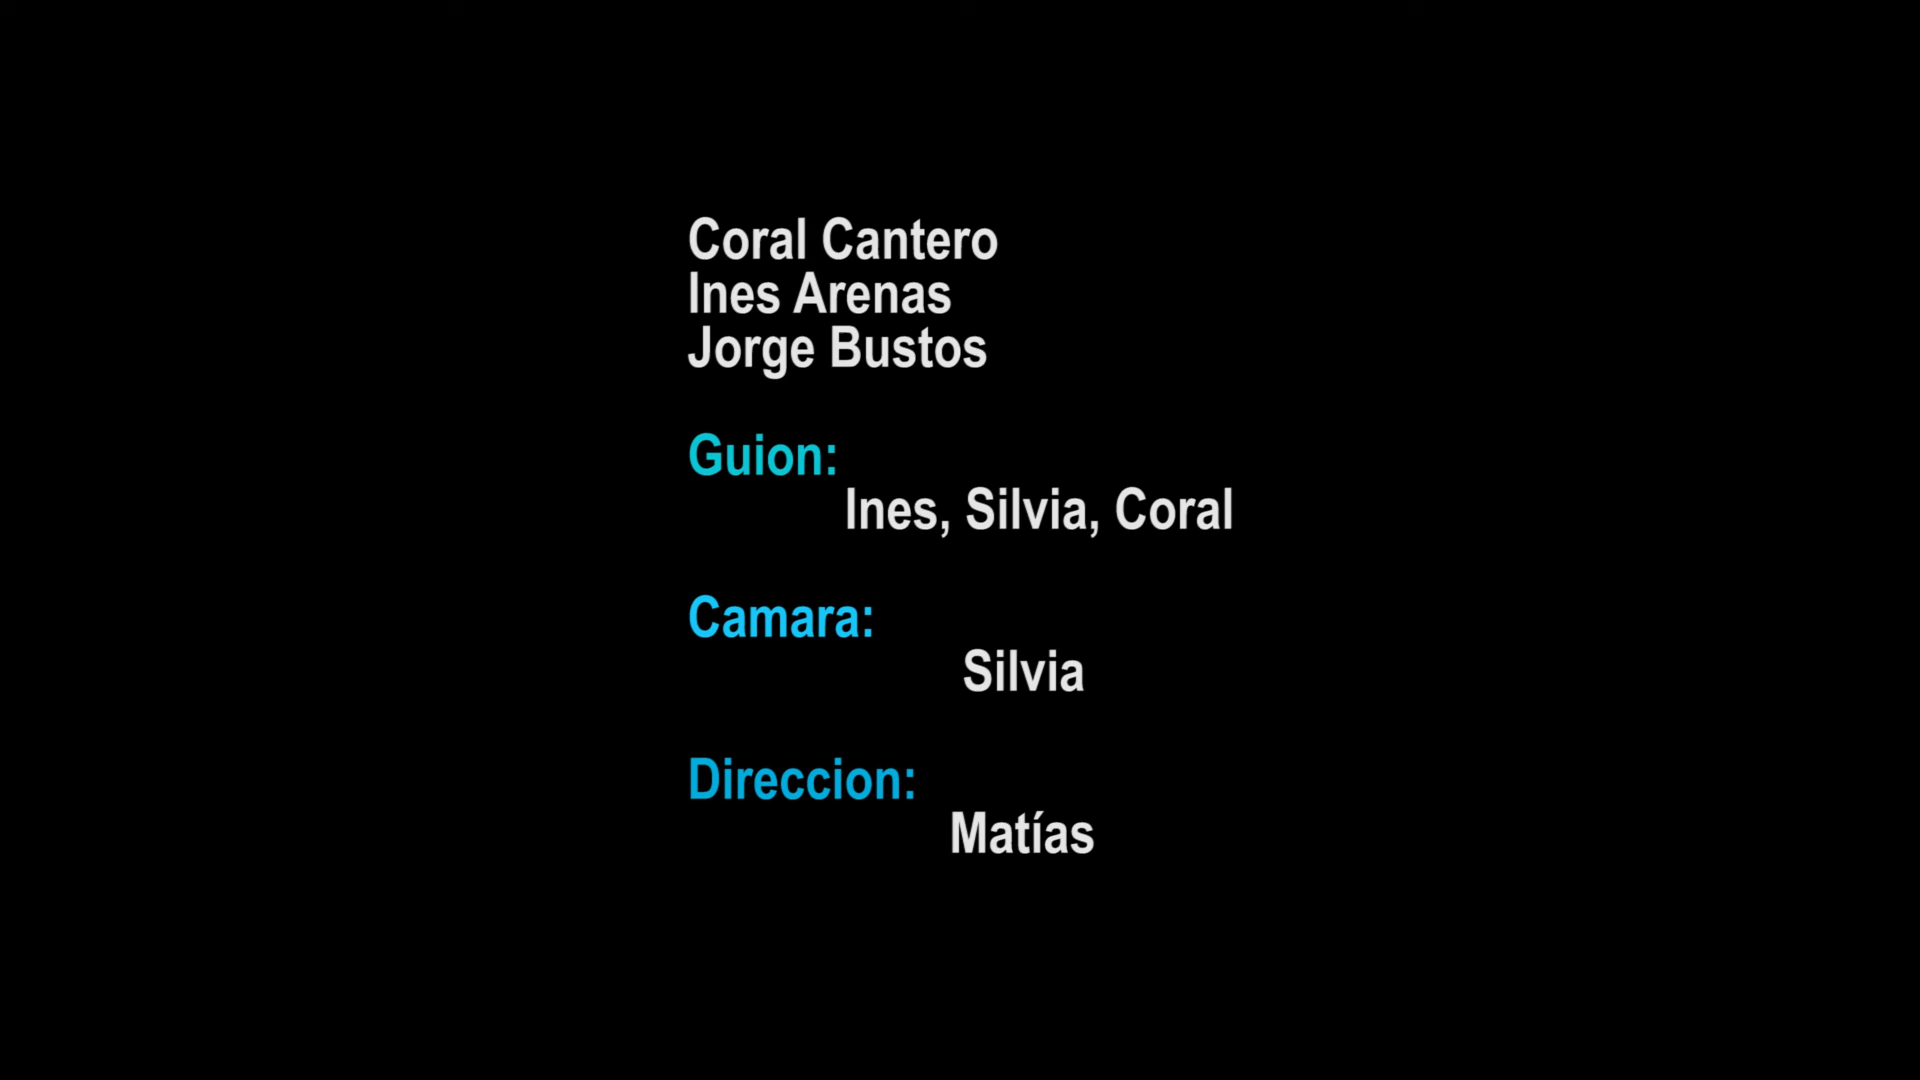 Coral Cantero
Ines Arenas
Jorge Bustos
Guion:
Ines, Silvia, Coral
Camara:
Silvia
Direccion:
Matías